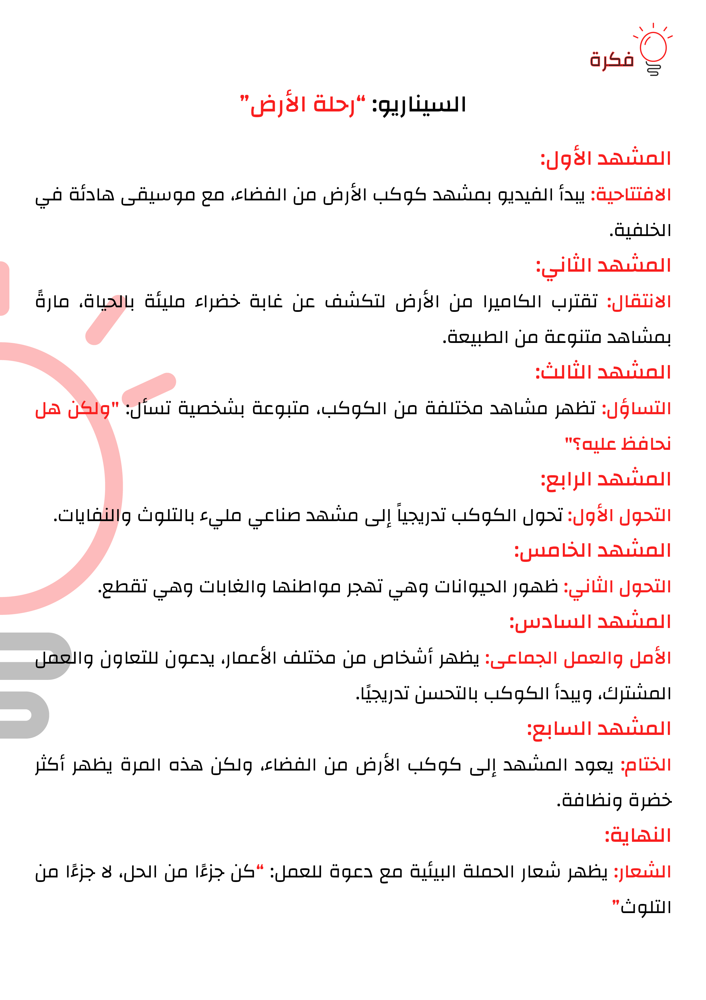 فكرة
السيناريو: “رحلة الأرض”
المشهد الأول:
الافتتاحية: يبدأ الفيديو بمشهد كوكب الأرض من الفضاء، مع موسيقى هادئة في
الخلفية.
المشهد الثاني:
الانتقال: تقترب الكاميرا من الأرض لتكشف عن غابة خضراء مليئة بالحياة، مارةً
بمشاهد متنوعة من الطبيعة.
المشهد الثالث:
التساؤل: تظهر مشاهد مختلفة من الكوكب، متبوعة بشخصية تسأل: "ولكن هل
نحافظ عليه؟"
المشهد الرابع:
التحول الأول: تحول الكوكب تدريجياً إلى مشهد صناعي مليء بالتلوث والنفايات.
المشهد الخامس:
التحول الثاني: ظهور الحيوانات وهي تهجر مواطنها والغابات وهي تقطع.
المشهد السادس:
الأمل والعمل الجماعى: يظهر أشخاص من مختلف الأعمار، يدعون للتعاون والعمل
المشترك، ويبدأ الكوكب بالتحسن تدريجيًا.
المشهد السابع:
الختام: يعود المشهد إلى كوكب الأرض من الفضاء، ولكن هذه المرة يظهر أكثر
خضرة ونظافة.
النهاية:
الشعار: يظهر شعار الحملة البيئية مع دعوة للعمل: “كن جزءًا من الحل، لا جزءًا من
التلوث”